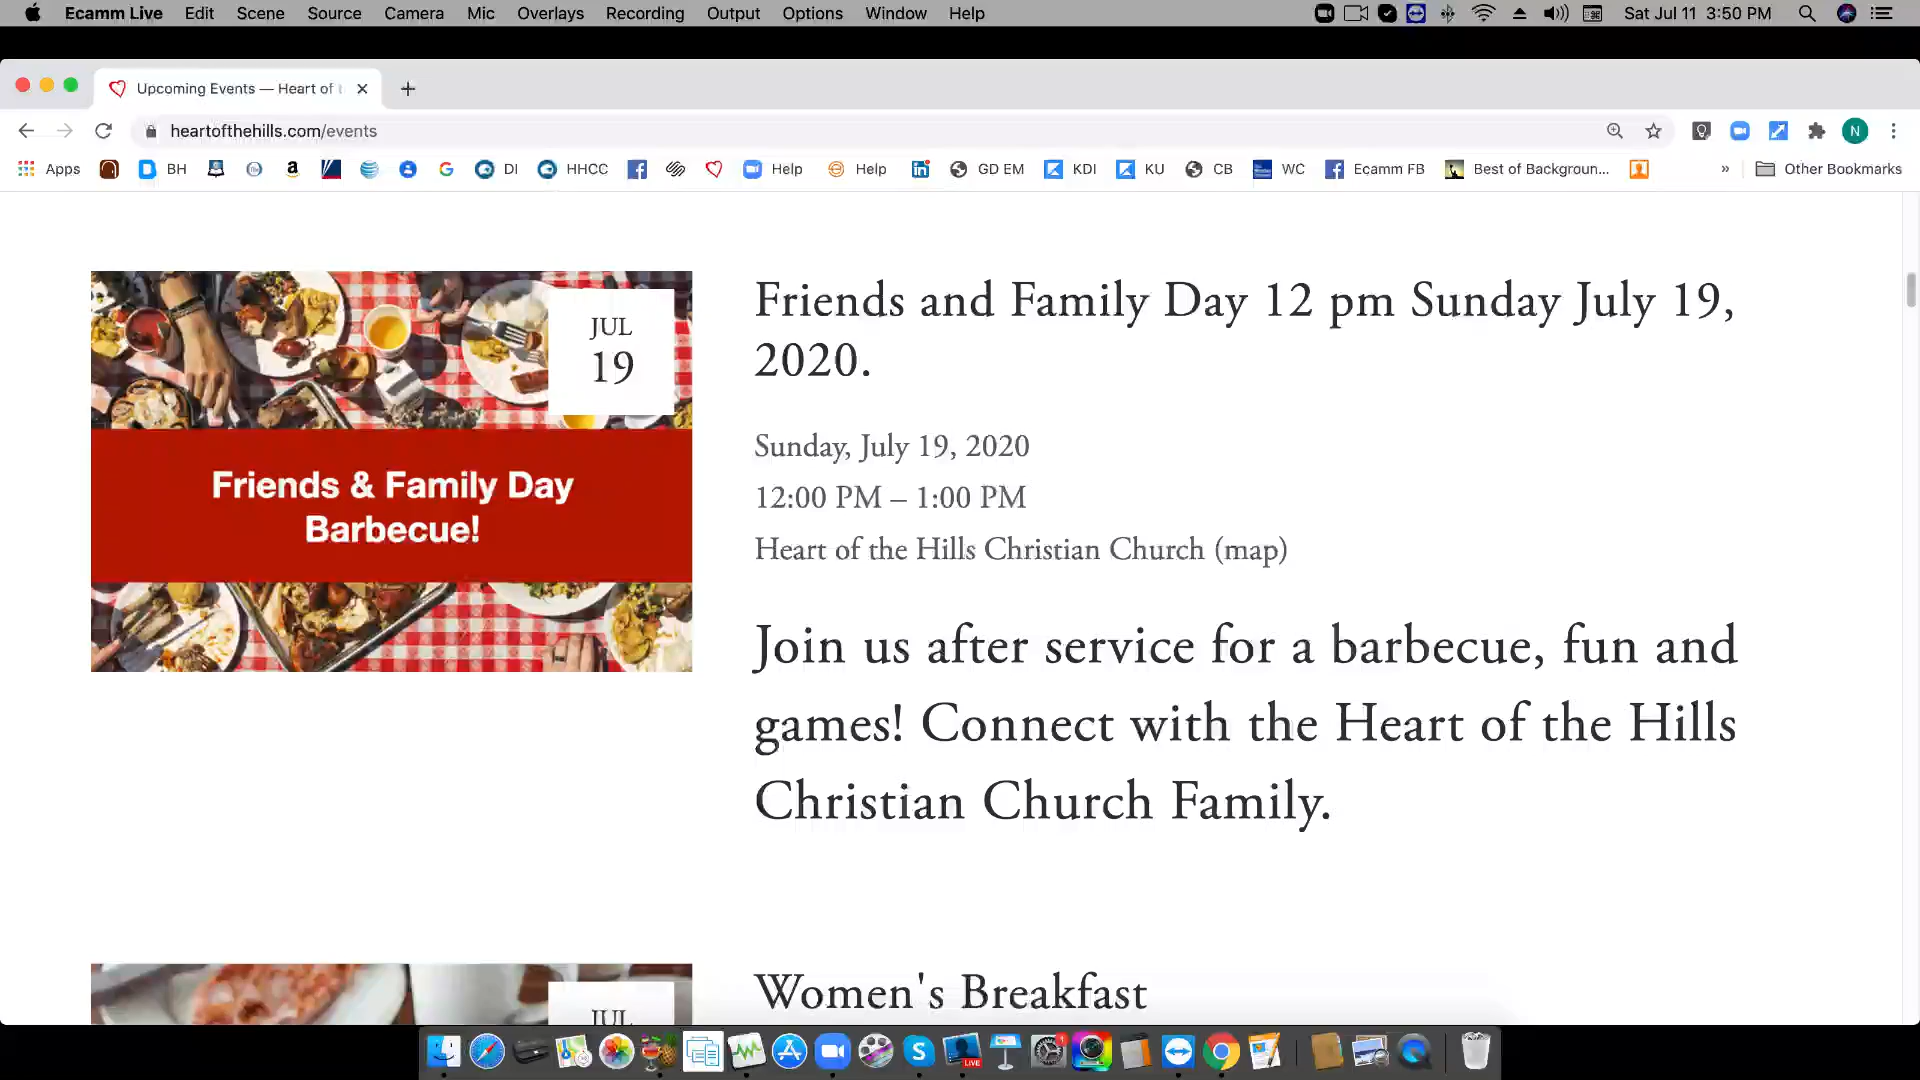 Ecamm Live Edit Scene Source Camera Mic Overlays Recording Output Options Window Help Sat Jul 11 3:50 PM
Upcoming Events — Heart of t
heartofthehills.com/events N
Apps BH DI HHCC Help Help GD EM KDI KU CB WC Ecamm FB Best of Backgroun... » Other Bookmarks
JUL
19
Friends & Family Day
Barbecue!
Friends and Family Day 12 pm Sunday July 19,
2020.
Sunday, July 19, 2020
12:00 PM – 1:00 PM
Heart of the Hills Christian Church (map)
Join us after service for a barbecue, fun and
games! Connect with the Heart of the Hills
Christian Church Family.
JUL
Women's Breakfast
LIVE
1